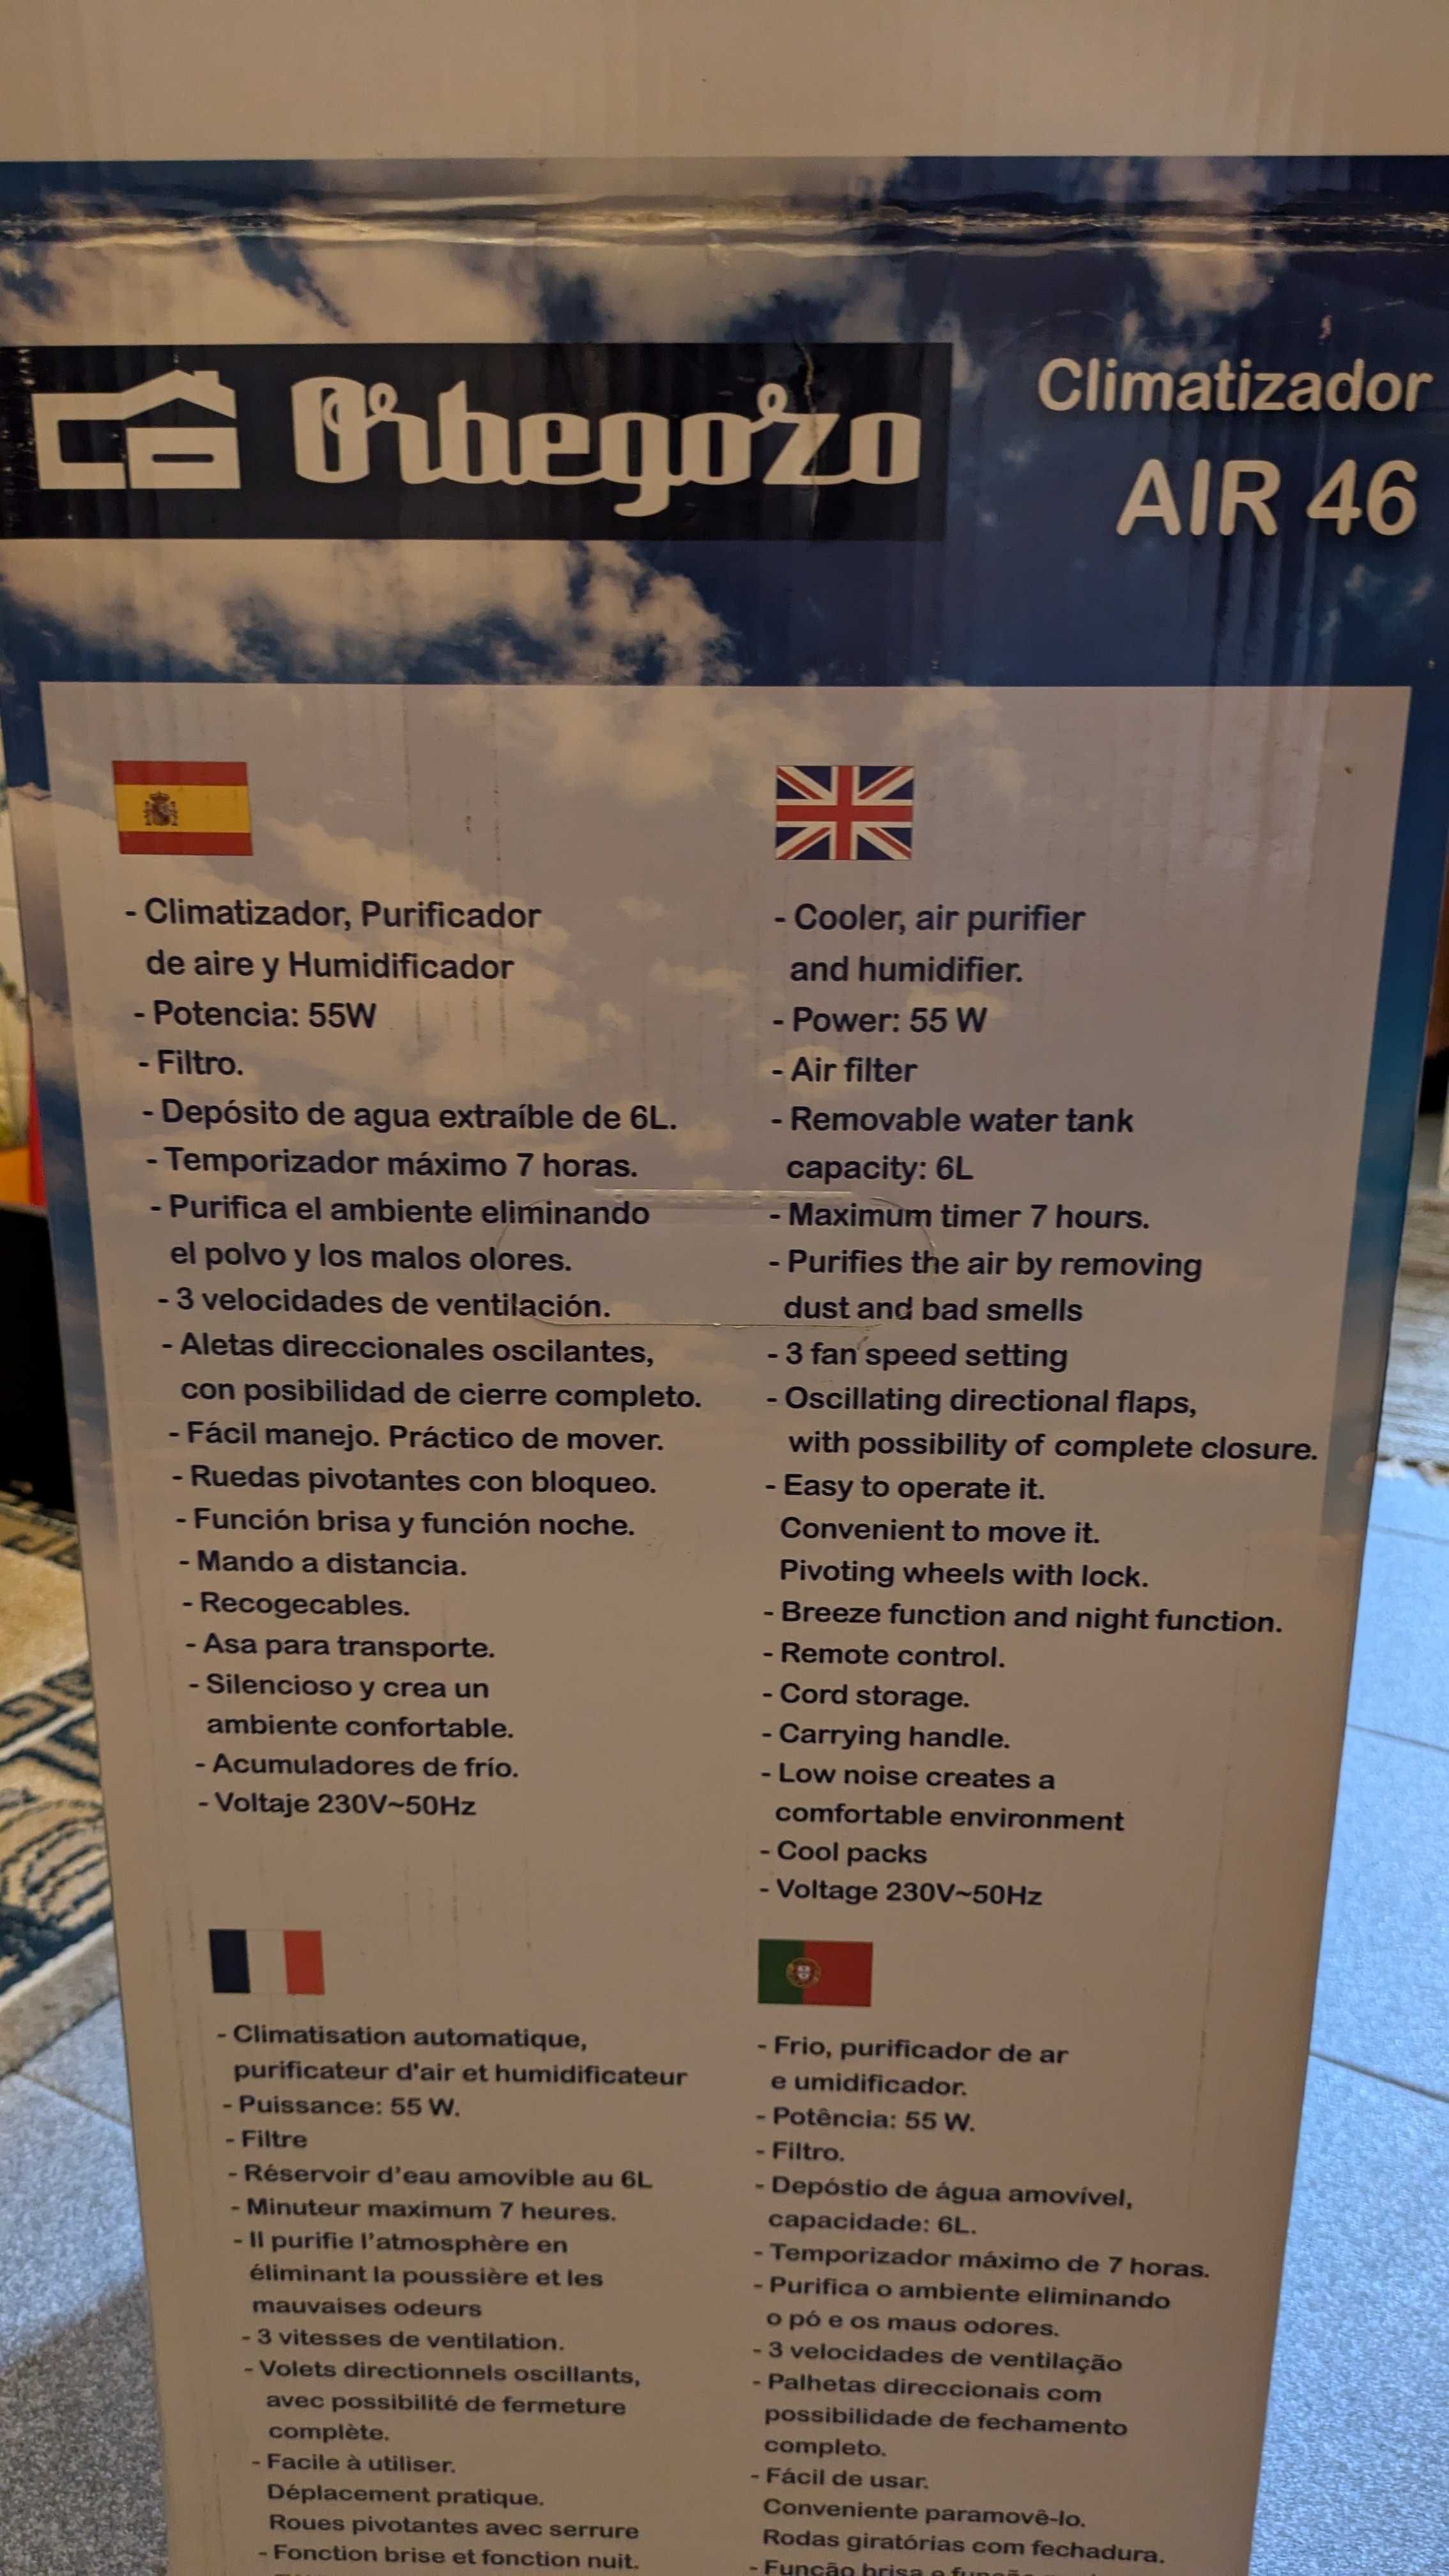 Orbegozo
Climatizador
AIR 46
- Climatizador, Purificador
de aire y Humidificador
- Potencia: 55W
- Filtro.
- Depósito de agua extraíble de 6L.
- Temporizador máximo 7 horas.
- Purifica el ambiente eliminando
el polvo y los malos olores.
- 3 velocidades de ventilación.
- Aletas direccionales oscilantes,
con posibilidad de cierre completo.
- Fácil manejo. Práctico de mover.
- Ruedas pivotantes con bloqueo.
- Función brisa y función noche.
- Mando a distancia.
- Recogecables.
- Asa para transporte.
- Silencioso y crea un
ambiente confortable.
- Acumuladores de frío.
- Voltaje 230V~50Hz
- Cooler, air purifier
and humidifier.
- Power: 55 W
- Air filter
- Removable water tank
capacity: 6L
- Maximum timer 7 hours.
- Purifies the air by removing
dust and bad smells
- 3 fan speed setting
- Oscillating directional flaps,
with possibility of complete closure.
- Easy to operate it.
Convenient to move it.
Pivoting wheels with lock.
- Breeze function and night function.
- Remote control.
- Cord storage.
- Carrying handle.
- Low noise creates a
comfortable environment
- Cool packs
- Voltage 230V~50Hz
- Climatisation automatique,
purificateur d'air et humidificateur
- Puissance: 55 W.
- Filtre
- Réservoir d'eau amovible au 6L
- Minuteur maximum 7 heures.
- Il purifie l'atmosphère en
éliminant la poussière et les
mauvaises odeurs
- 3 vitesses de ventilation.
- Volets directionnels oscillants,
avec possibilité de fermeture
complète.
- Facile à utiliser.
Déplacement pratique.
Roues pivotantes avec serrure
- Fonction brise et fonction nuit.
- Frio, purificador de ar
e umidificador.
- Potência: 55 W.
- Filtro.
- Depóstio de água amovível,
capacidade: 6L.
- Temporizador máximo de 7 horas.
- Purifica o ambiente eliminando
o pó e os maus odores.
- 3 velocidades de ventilação
- Palhetas direccionais com
possibilidade de fechamento
completo.
- Fácil de usar.
Conveniente paramovê-lo.
Rodas giratórias com fechadura.
- Função brisa e